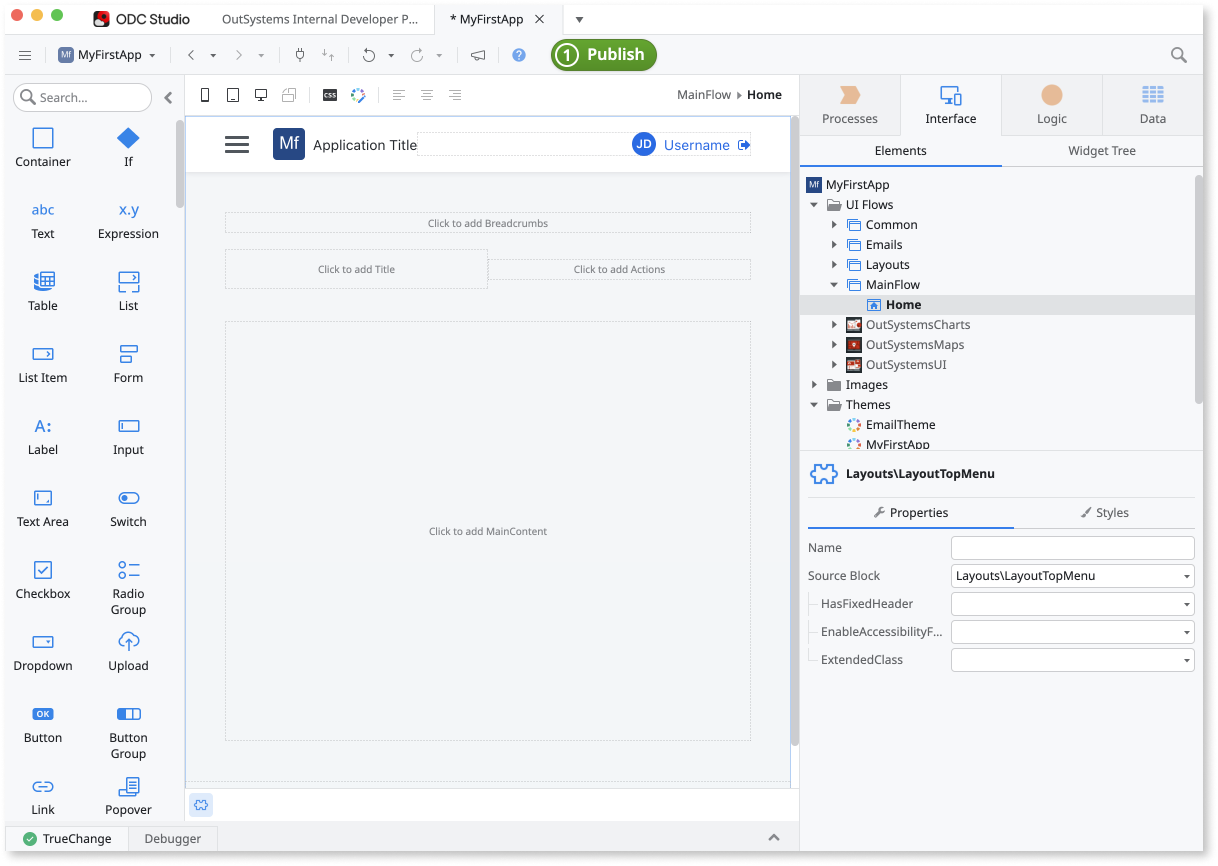 ODC Studio
OutSystems Internal Developer P...
* MyFirstApp
Mf MyFirstApp
?
1 Publish
Search...
CSS
MainFlow Home
Processes
Interface
Logic
Data
Container
If
abc
Text
x.y
Expression
Table
List
List Item
Form
A:
Label
Input
Text Area
Switch
Checkbox
Radio
Group
Dropdown
Upload
OK
Button
Button
Group
Link
Popover
Mf Application Title
JD Username
Click to add Breadcrumbs
Click to add Title
Click to add Actions
Click to add MainContent
Elements
Widget Tree
Mf MyFirstApp
UI Flows
Common
Emails
Layouts
MainFlow
Home
OutSystemsCharts
OutSystemsMaps
OutSystemsUI
Images
Themes
EmailTheme
MyFirstApp
Layouts\LayoutTopMenu
Properties
Styles
Name
Source Block Layouts\LayoutTopMenu
HasFixedHeader
EnableAccessibilityF...
ExtendedClass
TrueChange
Debugger